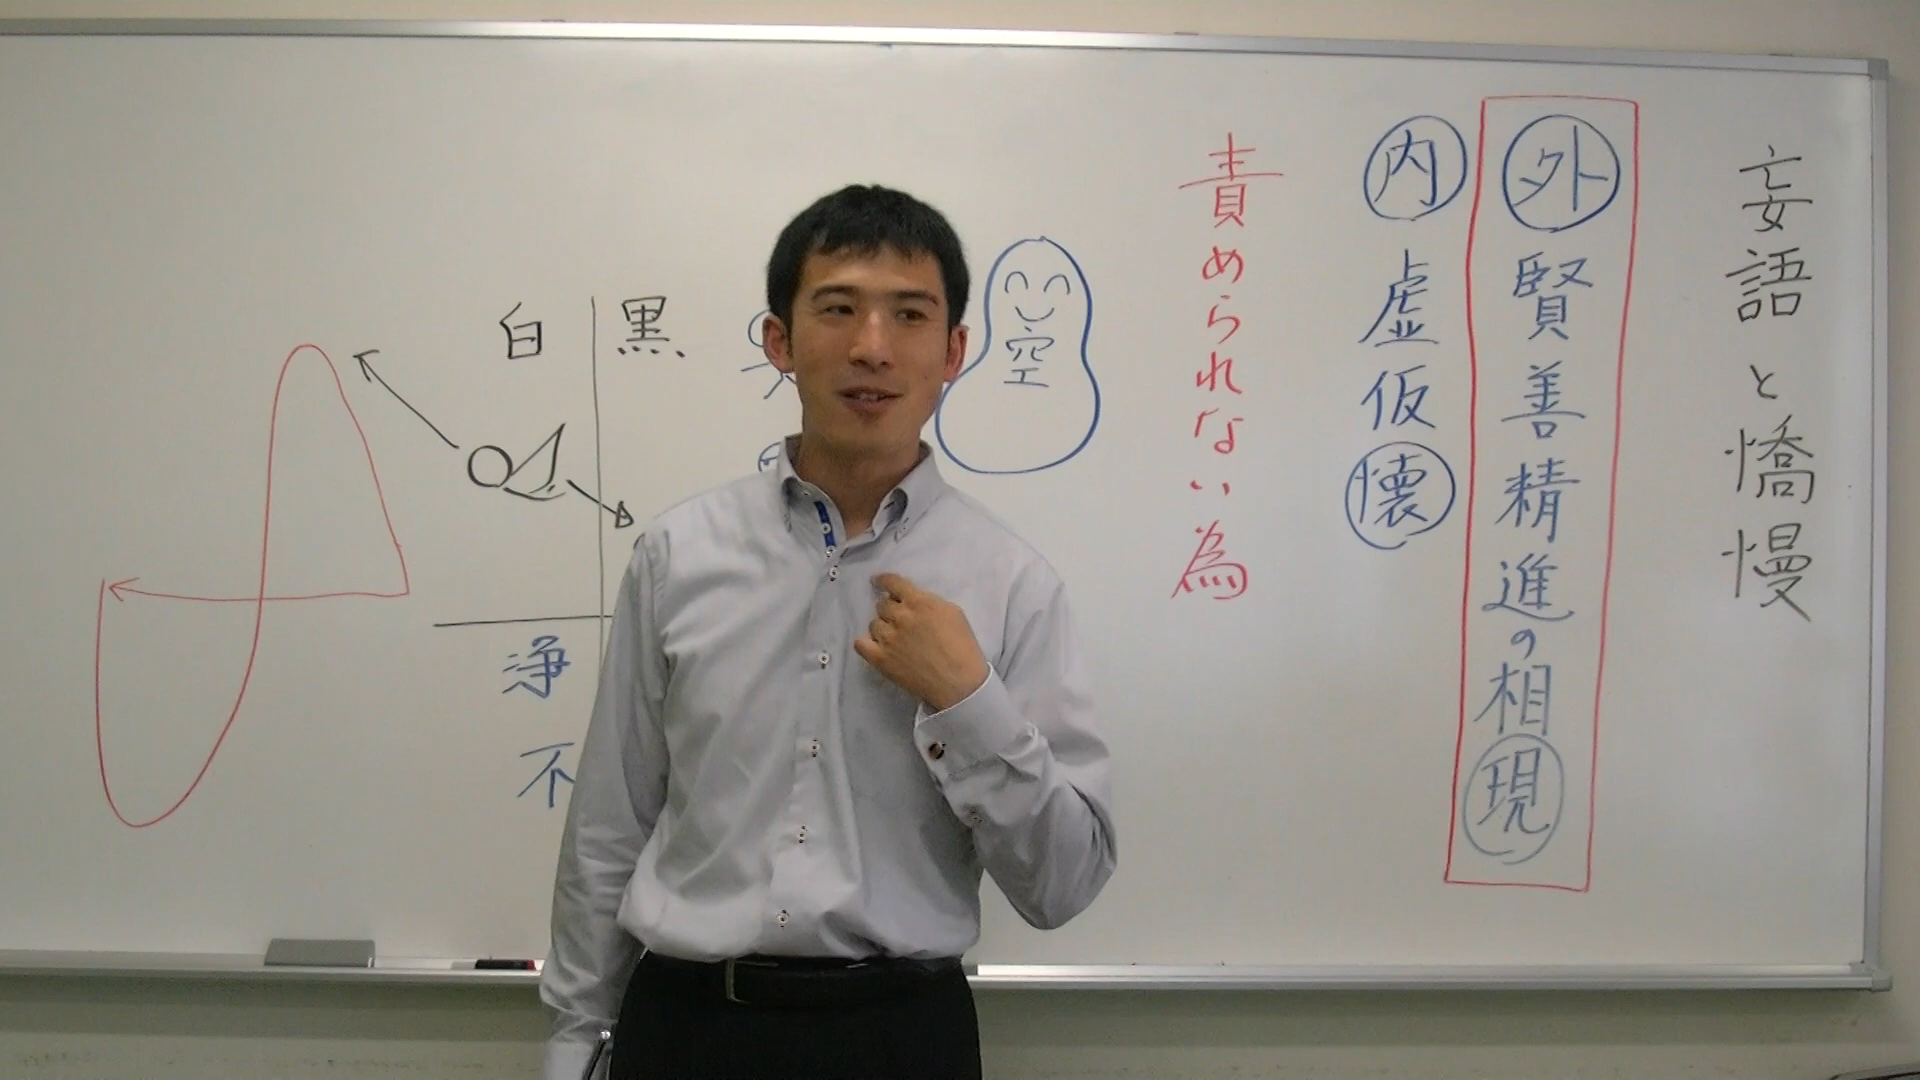 妄語と憍慢
外賢善精進の相現
内虚仮懐
責められない為
空
黒
白
浄
不